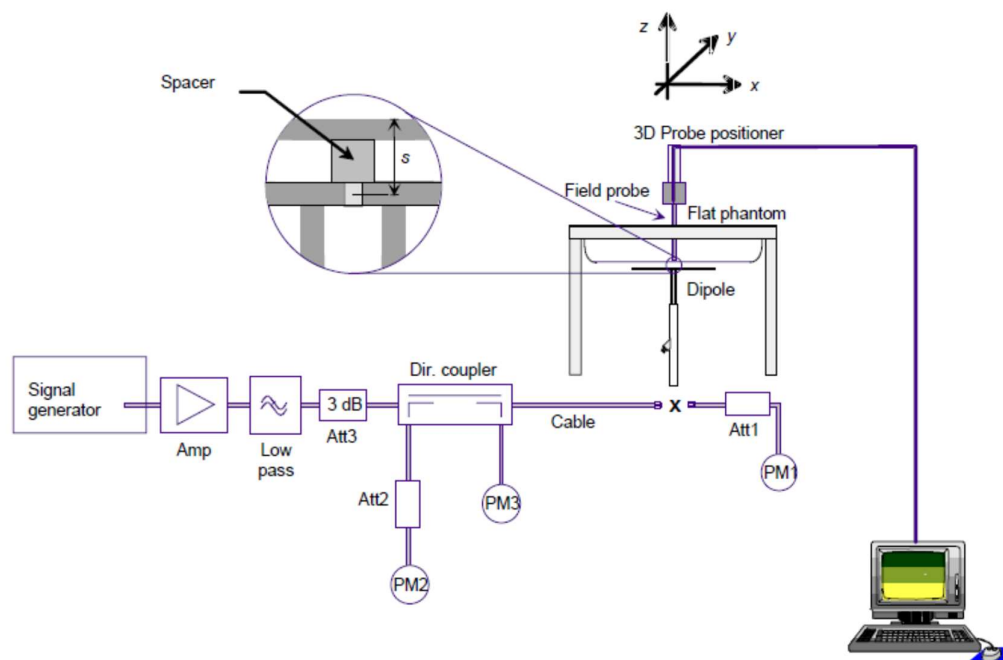 z
y
x
Spacer
s
3D Probe positioner
Field probe
Flat phantom
Dipole
Signal
generator
Amp
Low
pass
3 dB
Att3
Dir. coupler
Cable
X
Att1
PM1
Att2
PM3
PM2